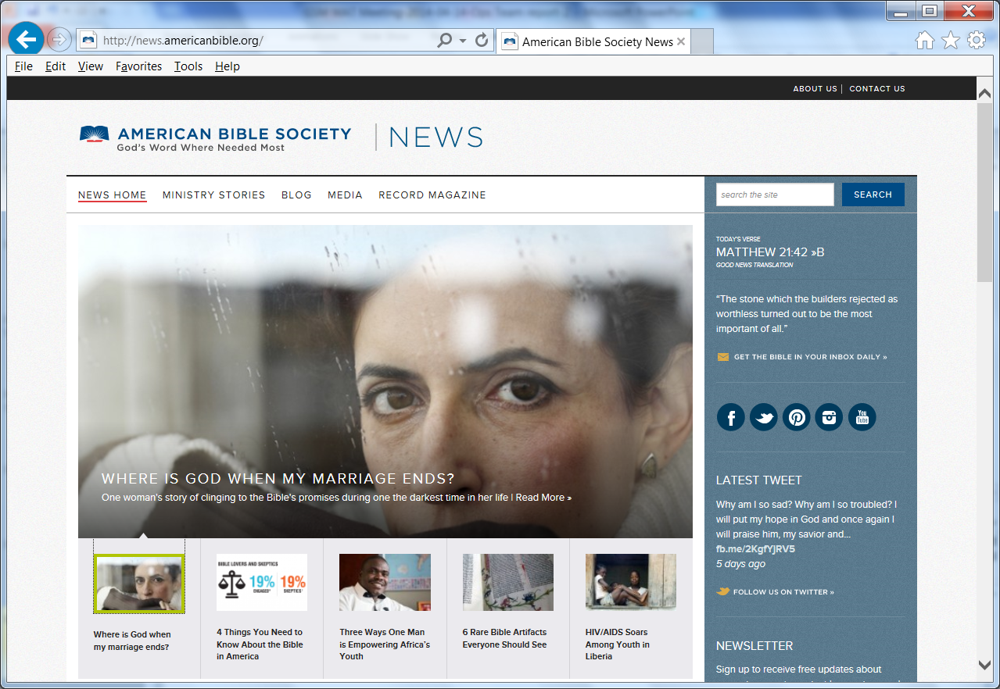 http://news.americanbible.org/
American Bible Society News
File Edit View Favorites Tools Help
ABOUT US | CONTACT US
AMERICAN BIBLE SOCIETY | NEWS
God's Word Where Needed Most
NEWS HOME MINISTRY STORIES BLOG MEDIA RECORD MAGAZINE
search the site
SEARCH
WHERE IS GOD WHEN MY MARRIAGE ENDS?
One woman's story of clinging to the Bible's promises during one the darkest time in her life | Read More »
BIBLE LOVERS AND SKEPTICS
19% 19%
ENGAGED SKEPTICS
Where is God when
my marriage ends?
4 Things You Need to
Know About the Bible
in America
Three Ways One Man
is Empowering Africa's
Youth
6 Rare Bible Artifacts
Everyone Should See
HIV/AIDS Soars
Among Youth in
Liberia
TODAY'S VERSE
MATTHEW 21:42 »B
GOOD NEWS TRANSLATION
“The stone which the builders rejected as
worthless turned out to be the most
important of all.”
GET THE BIBLE IN YOUR INBOX DAILY »
You
Tube
LATEST TWEET
Why am I so sad? Why am I so troubled? I
will put my hope in God and once again I
will praise him, my savior and...
fb.me/2KgfYjRV5
5 days ago
FOLLOW US ON TWITTER »
NEWSLETTER
Sign up to receive free updates about